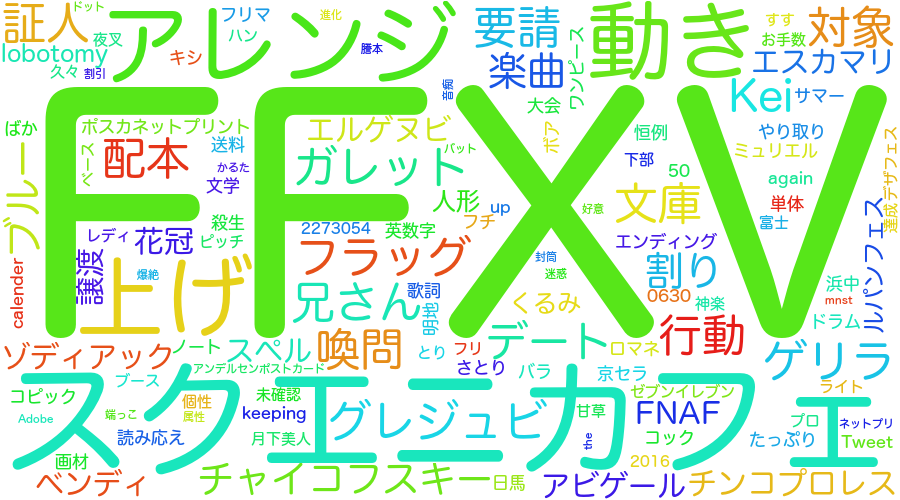 証人 ドット アレンジ フリマ 進化 要請 動き すす 対象
夜叉 ハン お手数
lobotomy キシ 謄本 楽曲 ワンピース エスカマリ
久々 割引
FFXV
音痴 大会 Kei サマー
ばか ポスカネットプリント エルゲヌビ ボア 恒例 やり取り デザフェス
ブルー ペース 配本 送料 パット ガレット 下部 ミュリエル
かるた 文学 50 again
殺生 人形 up 好意 文庫 単体 達成
レディ 花冠 ピッチ 2273054 英数字 フチ 富士
フラッグ エンディング ルパンフェス
calender 譲渡 上げ 爆絶 封筒 迷惑 割り
兄さん 歌詞 くるみ 0630 神楽 浜中 mnst
明地 デート ロマネ 行動 ドラム
ゾディアック ノート スペル 喚問 とり フリ さとり ゲリラ
アンデルセンポストカード バラ 京セラ
スクエニカフェ
コピック ブース 個性 未確認 ゼブンイレブン ライト
Adobe 端っこ 属性 keeping グレジュビ 甘草 FNAF プロ ネットプリ
読み応え 月下美人 the コック たっぷり Tweet
画材 2016
ベンディ チャイコフスキー 日馬 アビゲール チンコプロレス